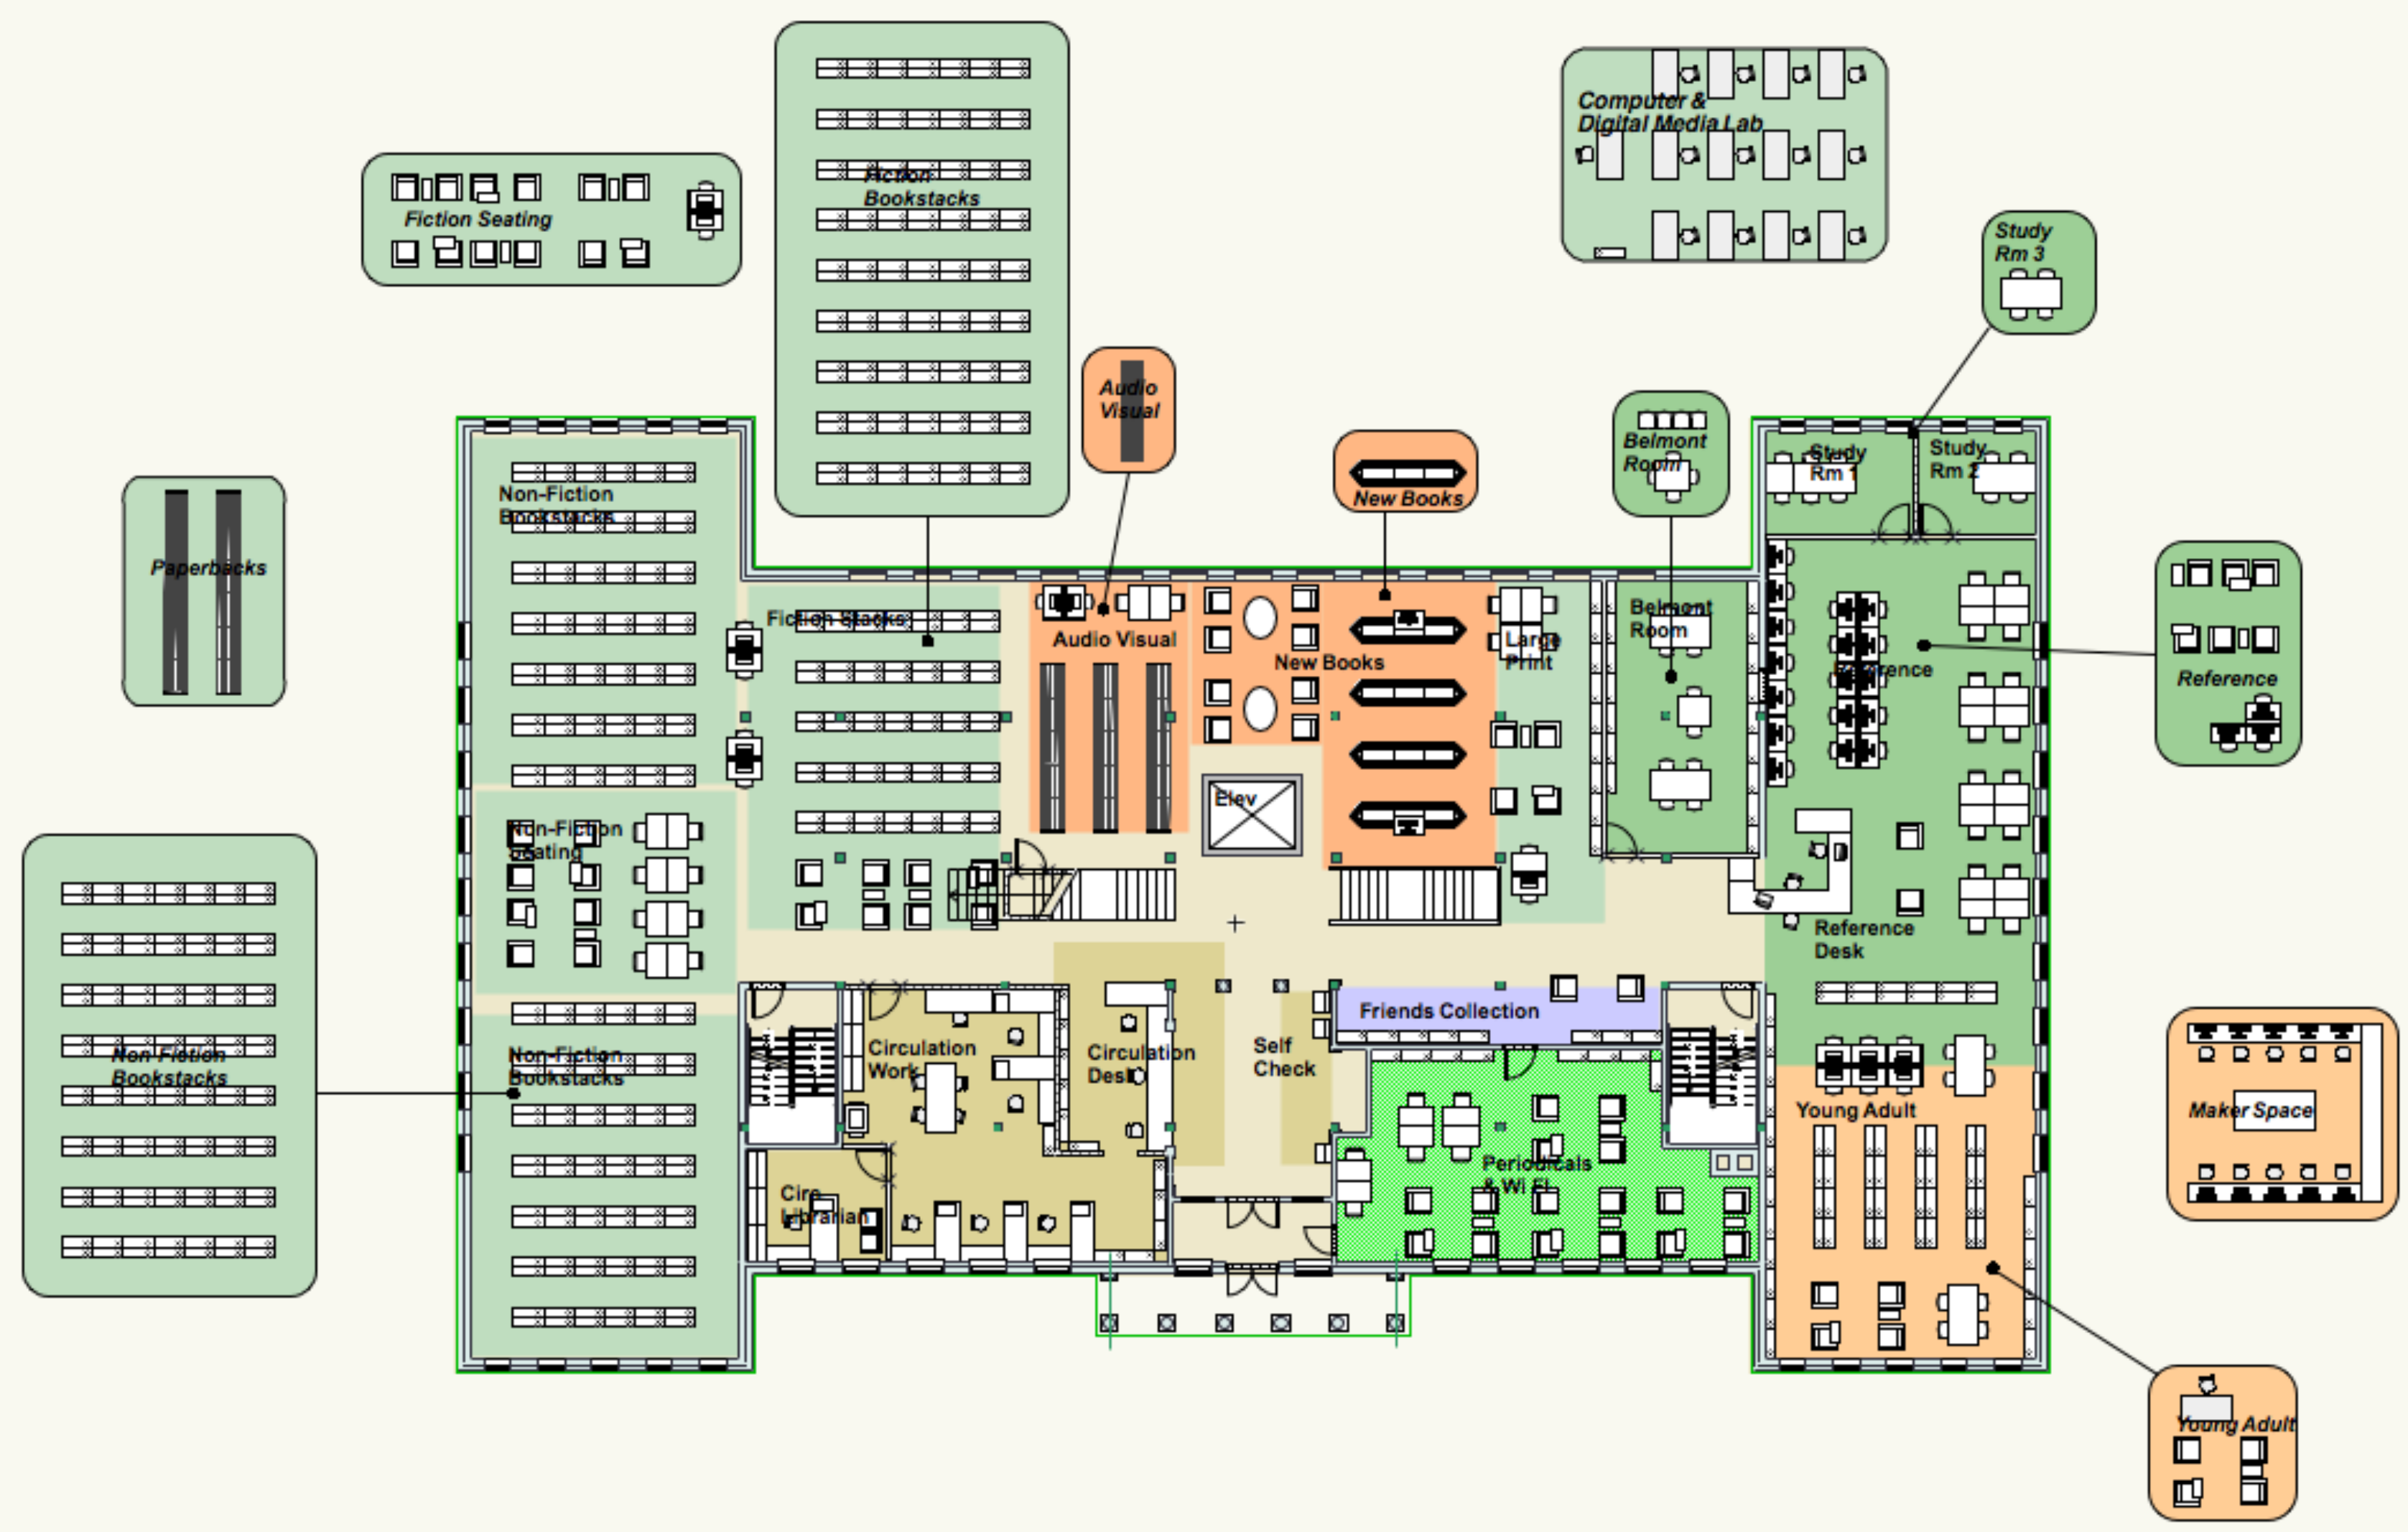 Computer &
Digital Media Lab
Fiction
Bookstacks
Fiction Seating
Study
Rm 3
Audio
Visual
Belmont
Room
New Books
Study
Rm 1
Study
Rm 2
Non-Fiction
Bookstacks
Paperbacks
Fiction Stacks
Audio Visual
New Books
Large
Print
Belmont
Room
Reference
Reference
Elev
Non-Fiction
Seating
Reference
Desk
Friends Collection
Non Fiction
Bookstacks
Non-Fiction
Bookstacks
Circulation
Work
Circulation
Desk
Self
Check
Young Adult
Maker Space
Periodicals
& Wi Fi
Circ
Librarian
Young Adult